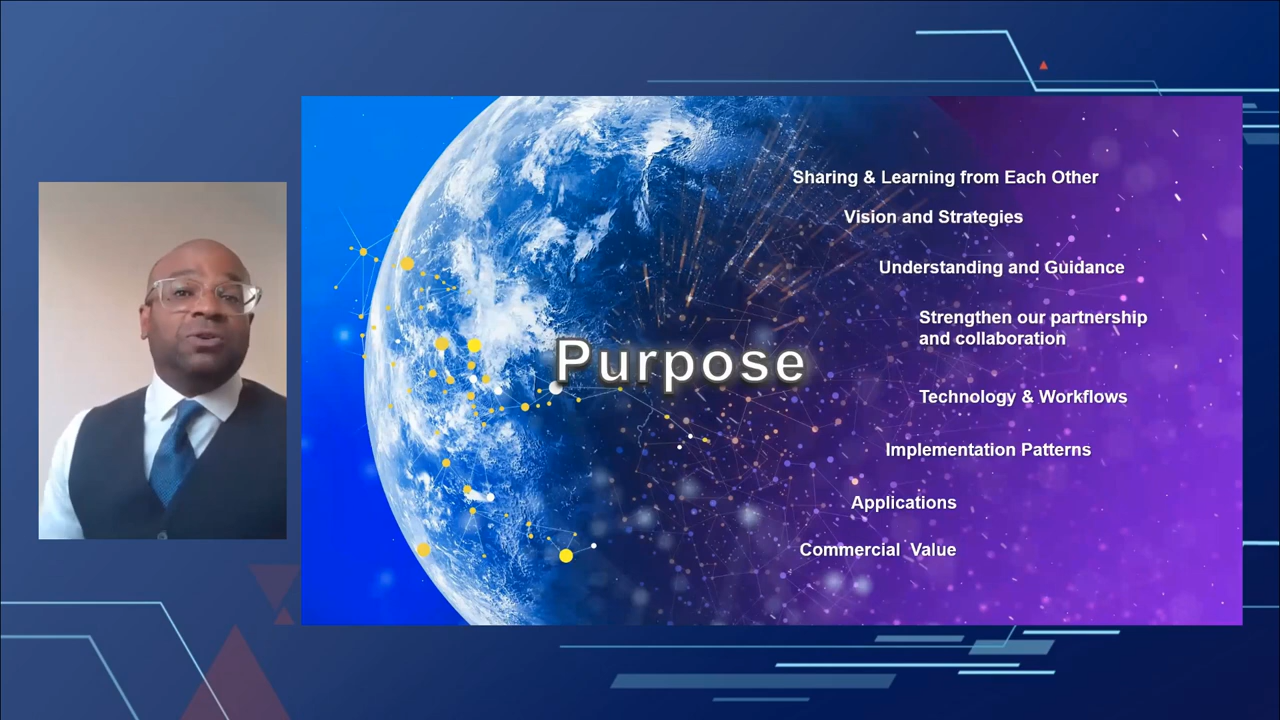 Sharing & Learning from Each Other
Vision and Strategies
Understanding and Guidance
Strengthen our partnership
and collaboration
Purpose
Technology & Workflows
Implementation Patterns
Applications
Commercial Value